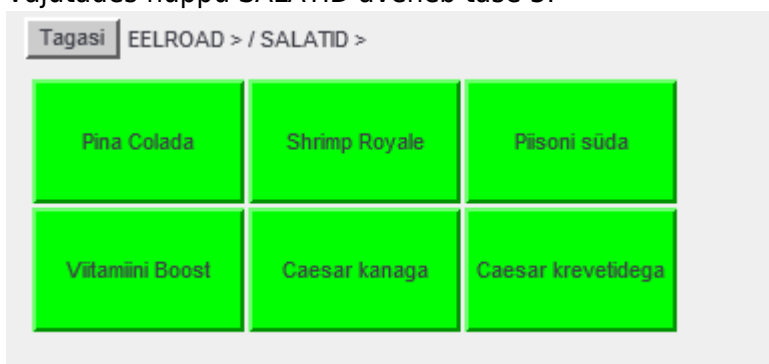 Vajutades nuppu SALATID avaneb tase
Tagasi EELROAD > / SALATID >
Pina Colada Shrimp Royale Piisoni süda
Viitamiini Boost Caesar kanaga Caesar krevetidega